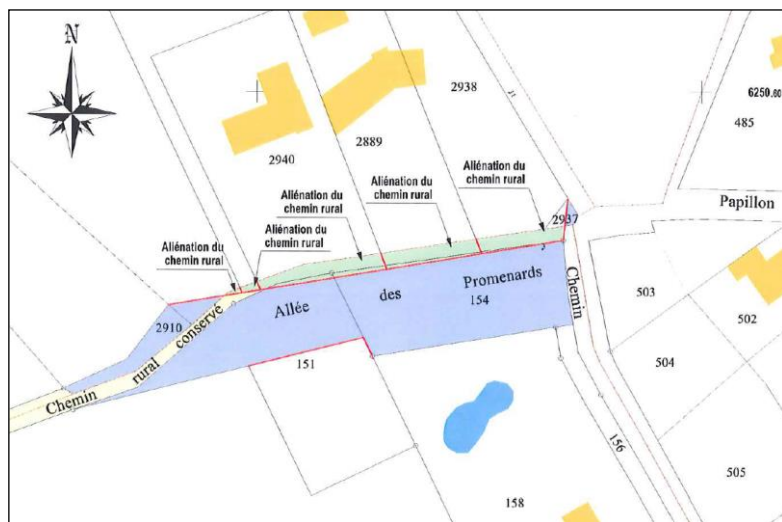 N
2938
6250.60
485
2889
2940
Aliénation du
chemin rural
Aliénation du
chemin rural
Aliénation du
chemin rural
Aliénation du
chemin rural
Aliénation du
chemin rural
Papillon
2937
Allée des Promenards
154
Chemin
503
502
2910
Chemin rural conservé
151
504
156
505
158